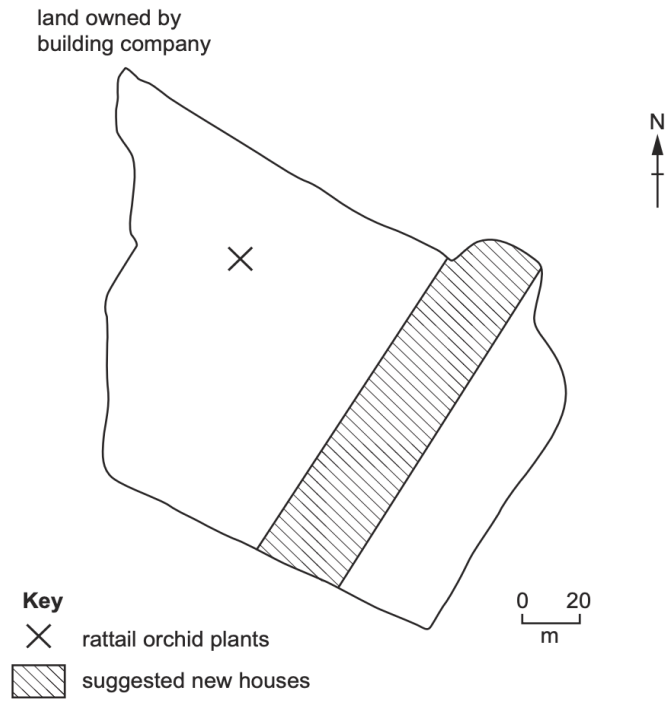 land owned by
building company
N
Key
rattail orchid plants
suggested new houses
0 20
m